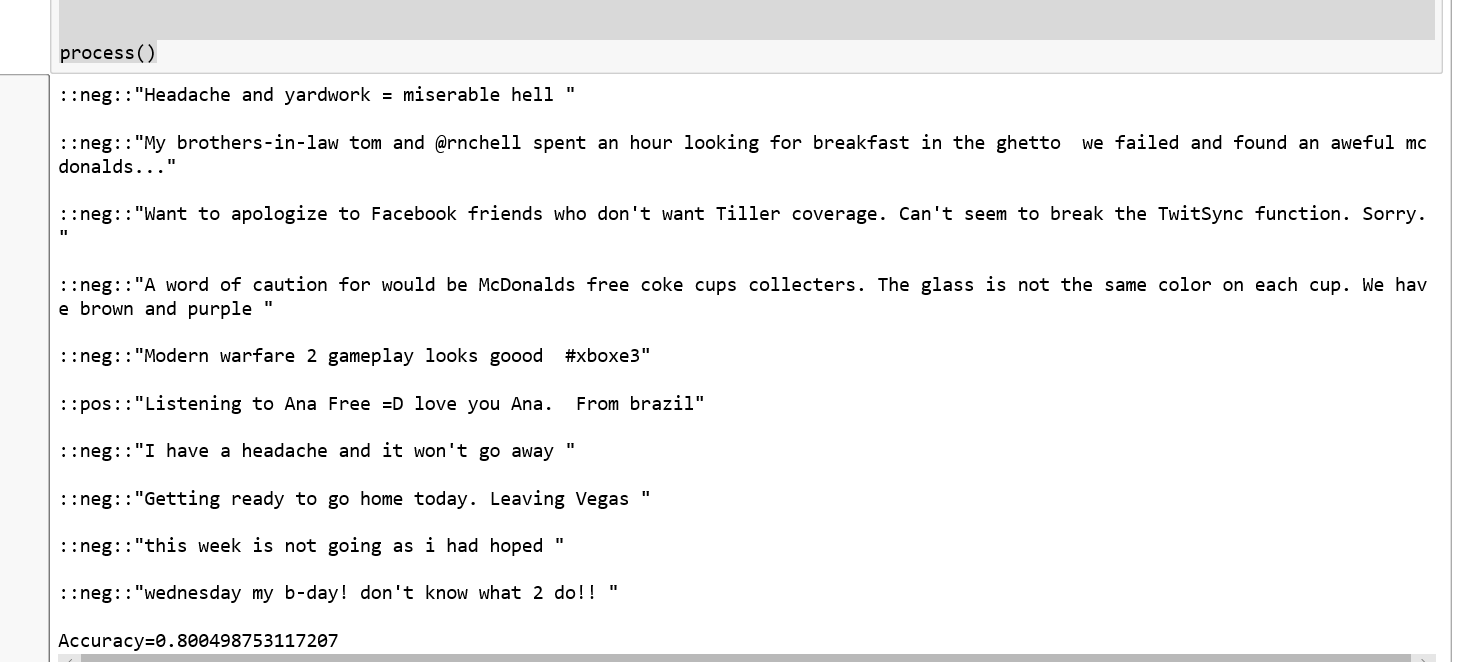 process()
::neg::"Headache and yardwork = miserable hell "
::neg::"My brothers-in-law tom and @rnchell spent an hour looking for breakfast in the ghetto  we failed and found an aweful mc
donalds..."
::neg::"Want to apologize to Facebook friends who don't want Tiller coverage. Can't seem to break the TwitSync function. Sorry.
"
::neg::"A word of caution for would be McDonalds free coke cups collecters. The glass is not the same color on each cup. We hav
e brown and purple "
::neg::"Modern warfare 2 gameplay looks goood  #xboxe3"
::pos::"Listening to Ana Free =D love you Ana.  From brazil"
::neg::"I have a headache and it won't go away "
::neg::"Getting ready to go home today. Leaving Vegas "
::neg::"this week is not going as i had hoped "
::neg::"wednesday my b-day! don't know what 2 do!! "
Accuracy=0.800498753117207